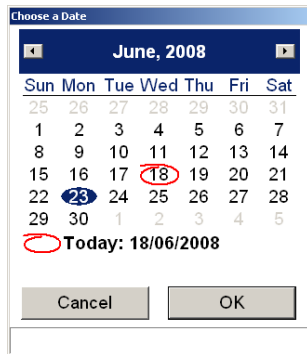 Choose a Date
June, 2008
Sun Mon Tue Wed Thu Fri Sat
25 26 27 28 29 30 31
1 2 3 4 5 6 7
8 9 10 11 12 13 14
15 16 17 18 19 20 21
22 23 24 25 26 27 28
29 30 1 2 3 4 5
Today: 18/06/2008
Cancel OK